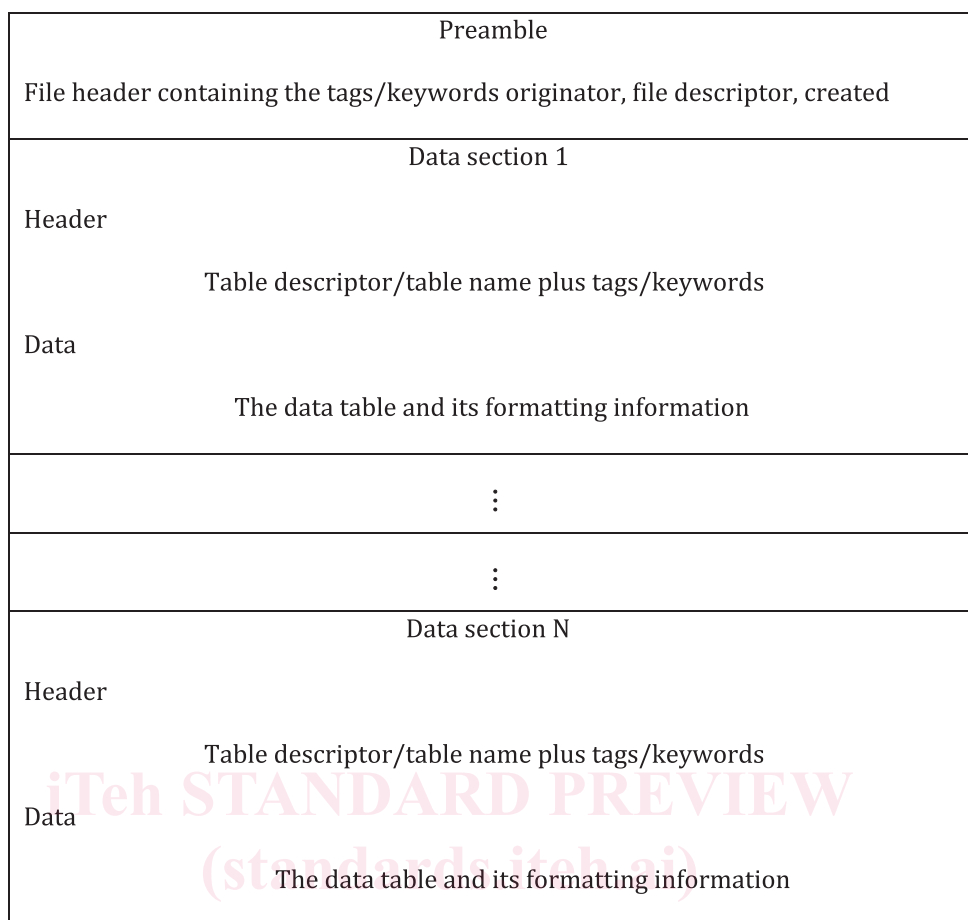 Preamble
File header containing the tags/keywords originator, file descriptor, created
Data section 1
Header
Table descriptor/table name plus tags/keywords
Data
The data table and its formatting information
⋮
⋮
Data section N
Header
Table descriptor/table name plus tags/keywords
iTeh STANDARD PREVIEW
Data
(standards.iteh.ai)
The data table and its formatting information